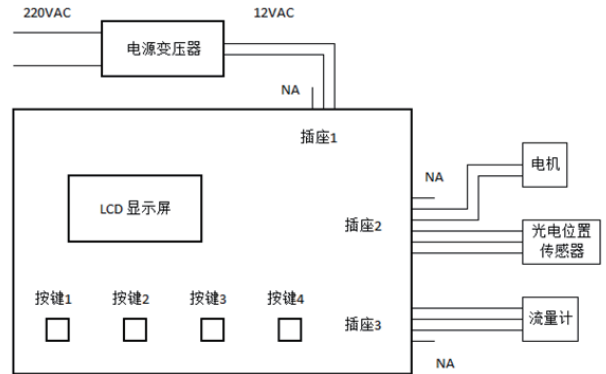 220VAC
12VAC
电源变压器
NA
插座1
LCD 显示屏
NA
电机
插座2
光电位置
传感器
按键1
按键2
按键3
按键4
插座3
流量计
NA